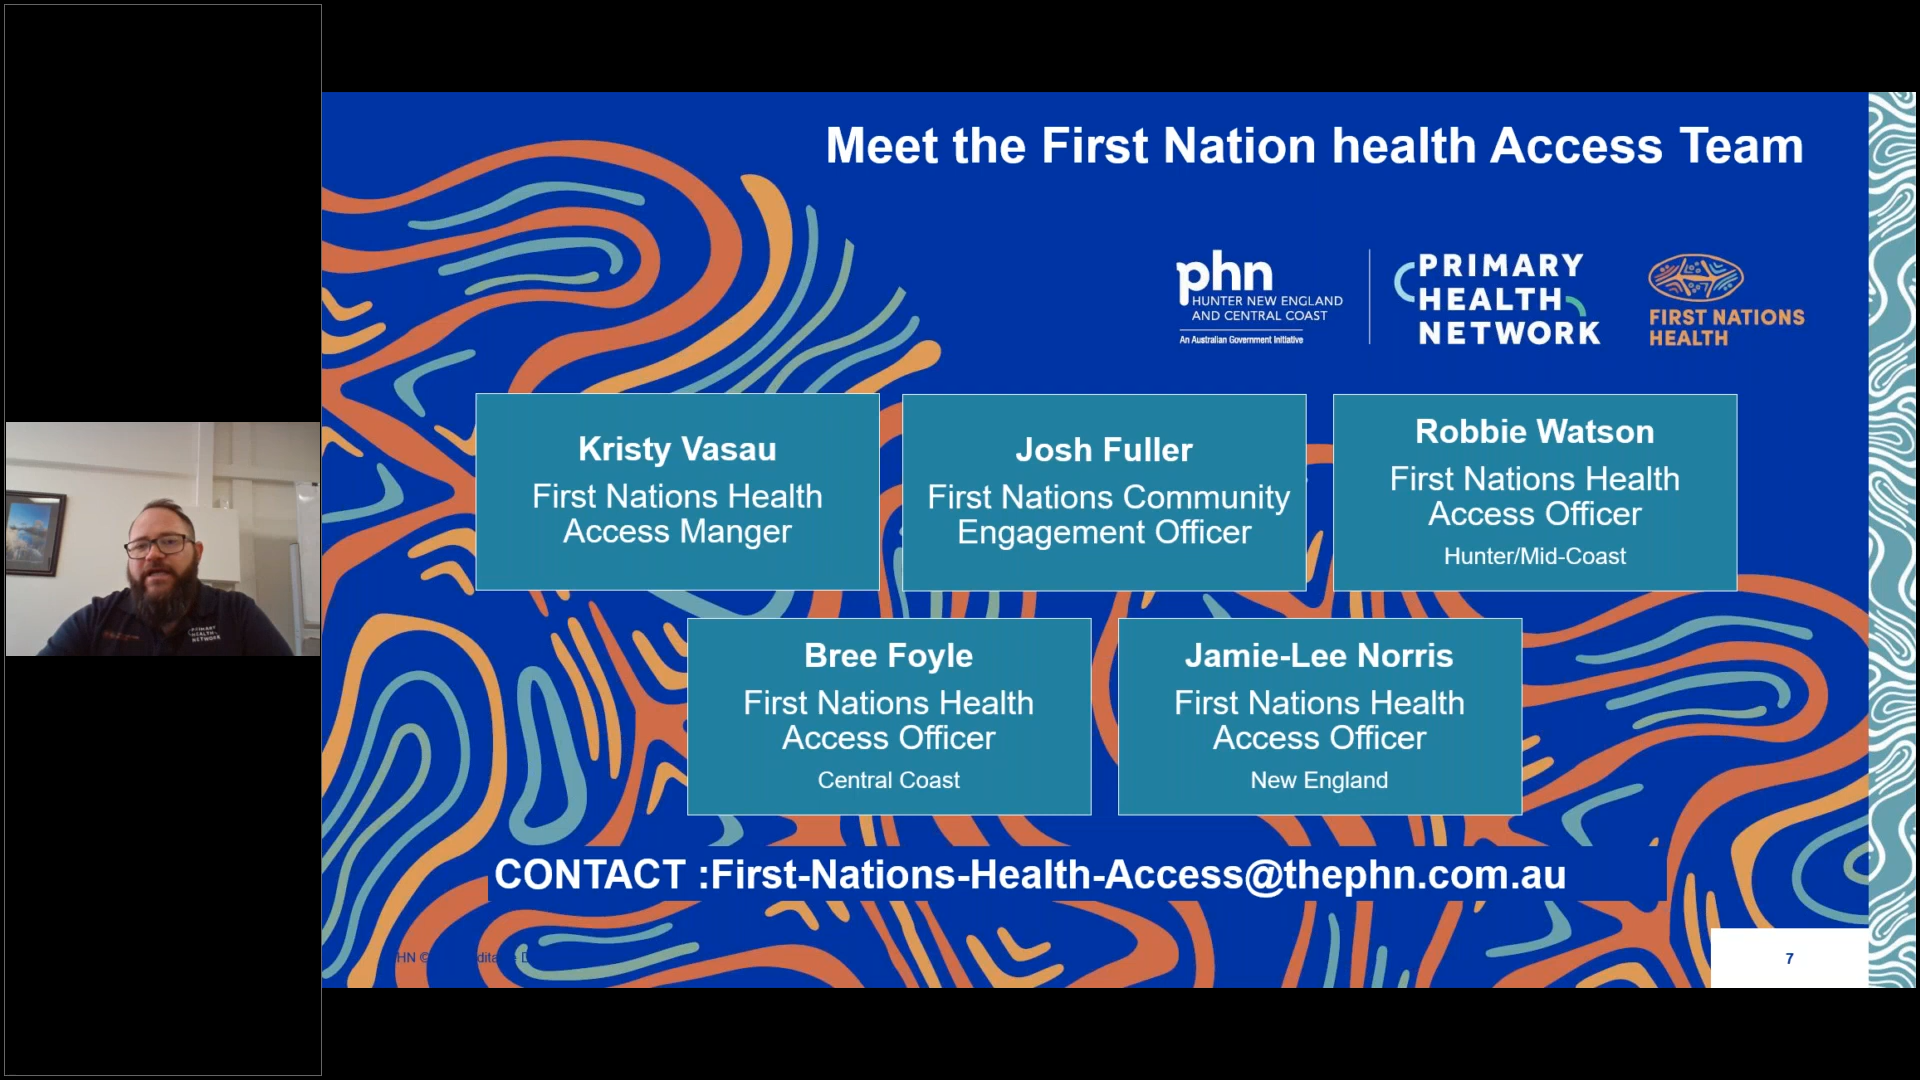 Meet the First Nation health Access Team
phn
HUNTER NEW ENGLAND
AND CENTRAL COAST
An Australian Government Initiative
PRIMARY
HEALTH
NETWORK
FIRST NATIONS
HEALTH
Kristy Vasau
First Nations Health
Access Manger
Josh Fuller
First Nations Community
Engagement Officer
Robbie Watson
First Nations Health
Access Officer
Hunter/Mid-Coast
Bree Foyle
First Nations Health
Access Officer
Central Coast
Jamie-Lee Norris
First Nations Health
Access Officer
New England
CONTACT :First-Nations-Health-Access@thephn.com.au
7
PRIMARY
HEALTH
NETWORK